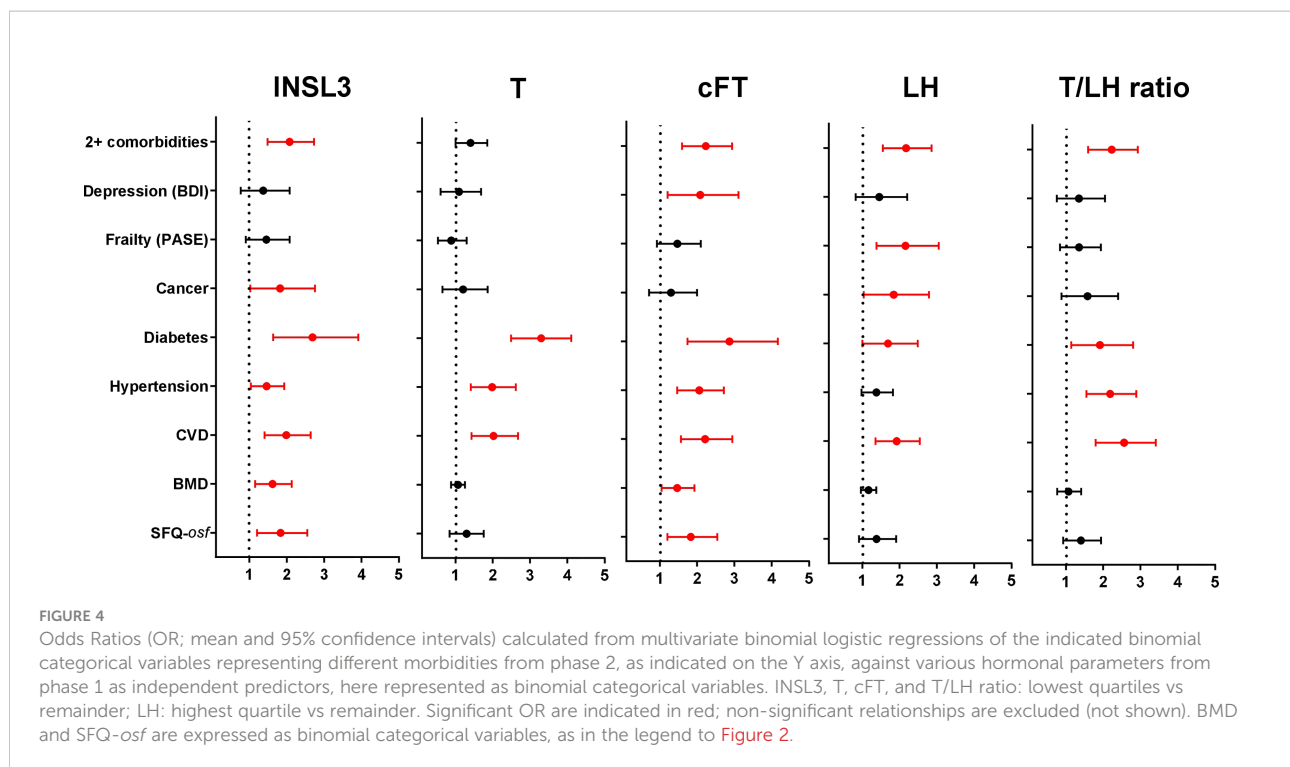 INSL3 T cFT LH T/LH ratio
2+ comorbidities
Depression (BDI)
Frailty (PASE)
Cancer
Diabetes
Hypertension
CVD
BMD
SFQ-osf
1 2 3 4 5 1 2 3 4 5 1 2 3 4 5 1 2 3 4 5 1 2 3 4 5
FIGURE 4
Odds Ratios (OR; mean and 95% confidence intervals) calculated from multivariate binomial logistic regressions of the indicated binomial
categorical variables representing different morbidities from phase 2, as indicated on the Y axis, against various hormonal parameters from
phase 1 as independent predictors, here represented as binomial categorical variables. INSL3, T, cFT, and T/LH ratio: lowest quartiles vs
remainder; LH: highest quartile vs remainder. Significant OR are indicated in red; non-significant relationships are excluded (not shown). BMD
and SFQ-osf are expressed as binomial categorical variables, as in the legend to Figure 2.